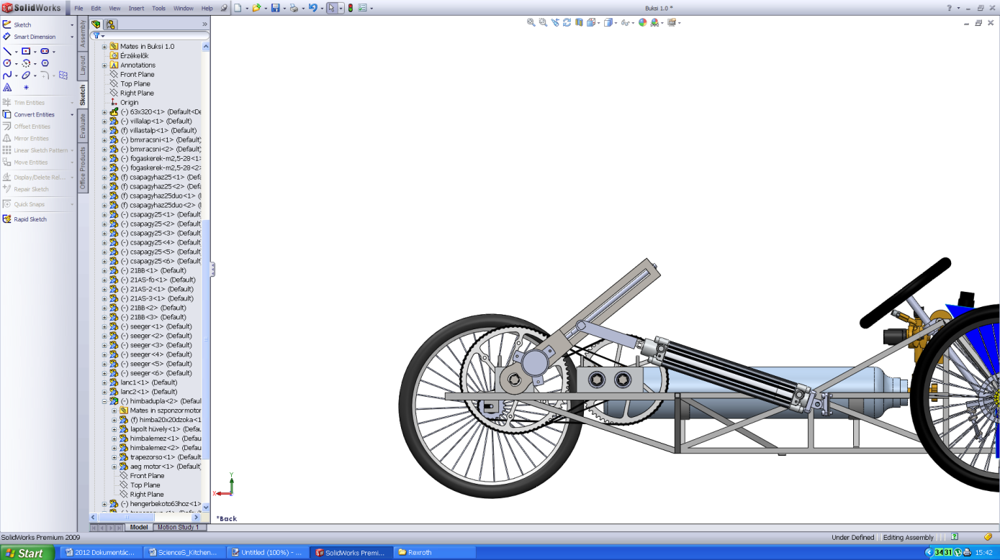 SolidWorks File Edit View Insert Tools Window Help Buksi 1.0 *
Sketch
Smart Dimension
Trim Entities
Convert Entities
Offset Entities
Mirror Entities
Linear Sketch Pattern
Move Entities
Display/Delete Rel...
Repair Sketch
Quick Snaps
Rapid Sketch
Assembly
Layout
Sketch
Evaluate
Office Products
Mates in Buksi 1.0
Érzékelők
Annotations
Front Plane
Top Plane
Right Plane
Origin
(-) 63x320<1> (Default<De
(-) villalap<1> (Default)
(f) villastalp<1> (Default)
(-) bmxracsni<1> (Default)
(-) bmxracsni<2> (Default)
(-) fogaskerek-m2,5-28<1>
(-) fogaskerek-m2,5-28<2>
(f) csapagyhaz25<1> (Defa
(f) csapagyhaz25<2> (Defa
(f) csapagyhaz25duo<1> (
(f) csapagyhaz25duo<2> (
(-) csapagy25<1> (Default
(-) csapagy25<2> (Default
(-) csapagy25<3> (Default
(-) csapagy25<4> (Default
(-) csapagy25<5> (Default
(-) csapagy25<6> (Default
(-) 21BB<1> (Default)
(-) 21AS-fo<1> (Default)
(-) 21AS-2<1> (Default)
(-) 21AS-3<1> (Default)
(-) 21BB<2> (Default)
(-) 21BB<3> (Default)
(-) seeger<1> (Default)
(-) seeger<2> (Default)
(-) seeger<3> (Default)
(-) seeger<4> (Default)
(-) seeger<5> (Default)
(-) seeger<6> (Default)
lanc1<1> (Default)
lanc2<1> (Default)
(-) himbadupla<2> (Defaul
Mates in szponzormotor
(f) himba20x20dzoka<1
lapolt hüvely<1> (Defau
himbalemez<1> (Defau
himbalemez<2> (Defau
trapezorso<1> (Default
aeg motor<1> (Default)
Front Plane
Top Plane
Right Plane
(-) hengerbekoto63hoz<1>
Model Motion Study 1
Y
X
*Back
SolidWorks Premium 2009 Under Defined Editing Assembly
Start 2012 Dokumentác... ScienceS_Kitchen... Untitled (100%) - ... SolidWorks Premi... Rexroth 34 31 15:42